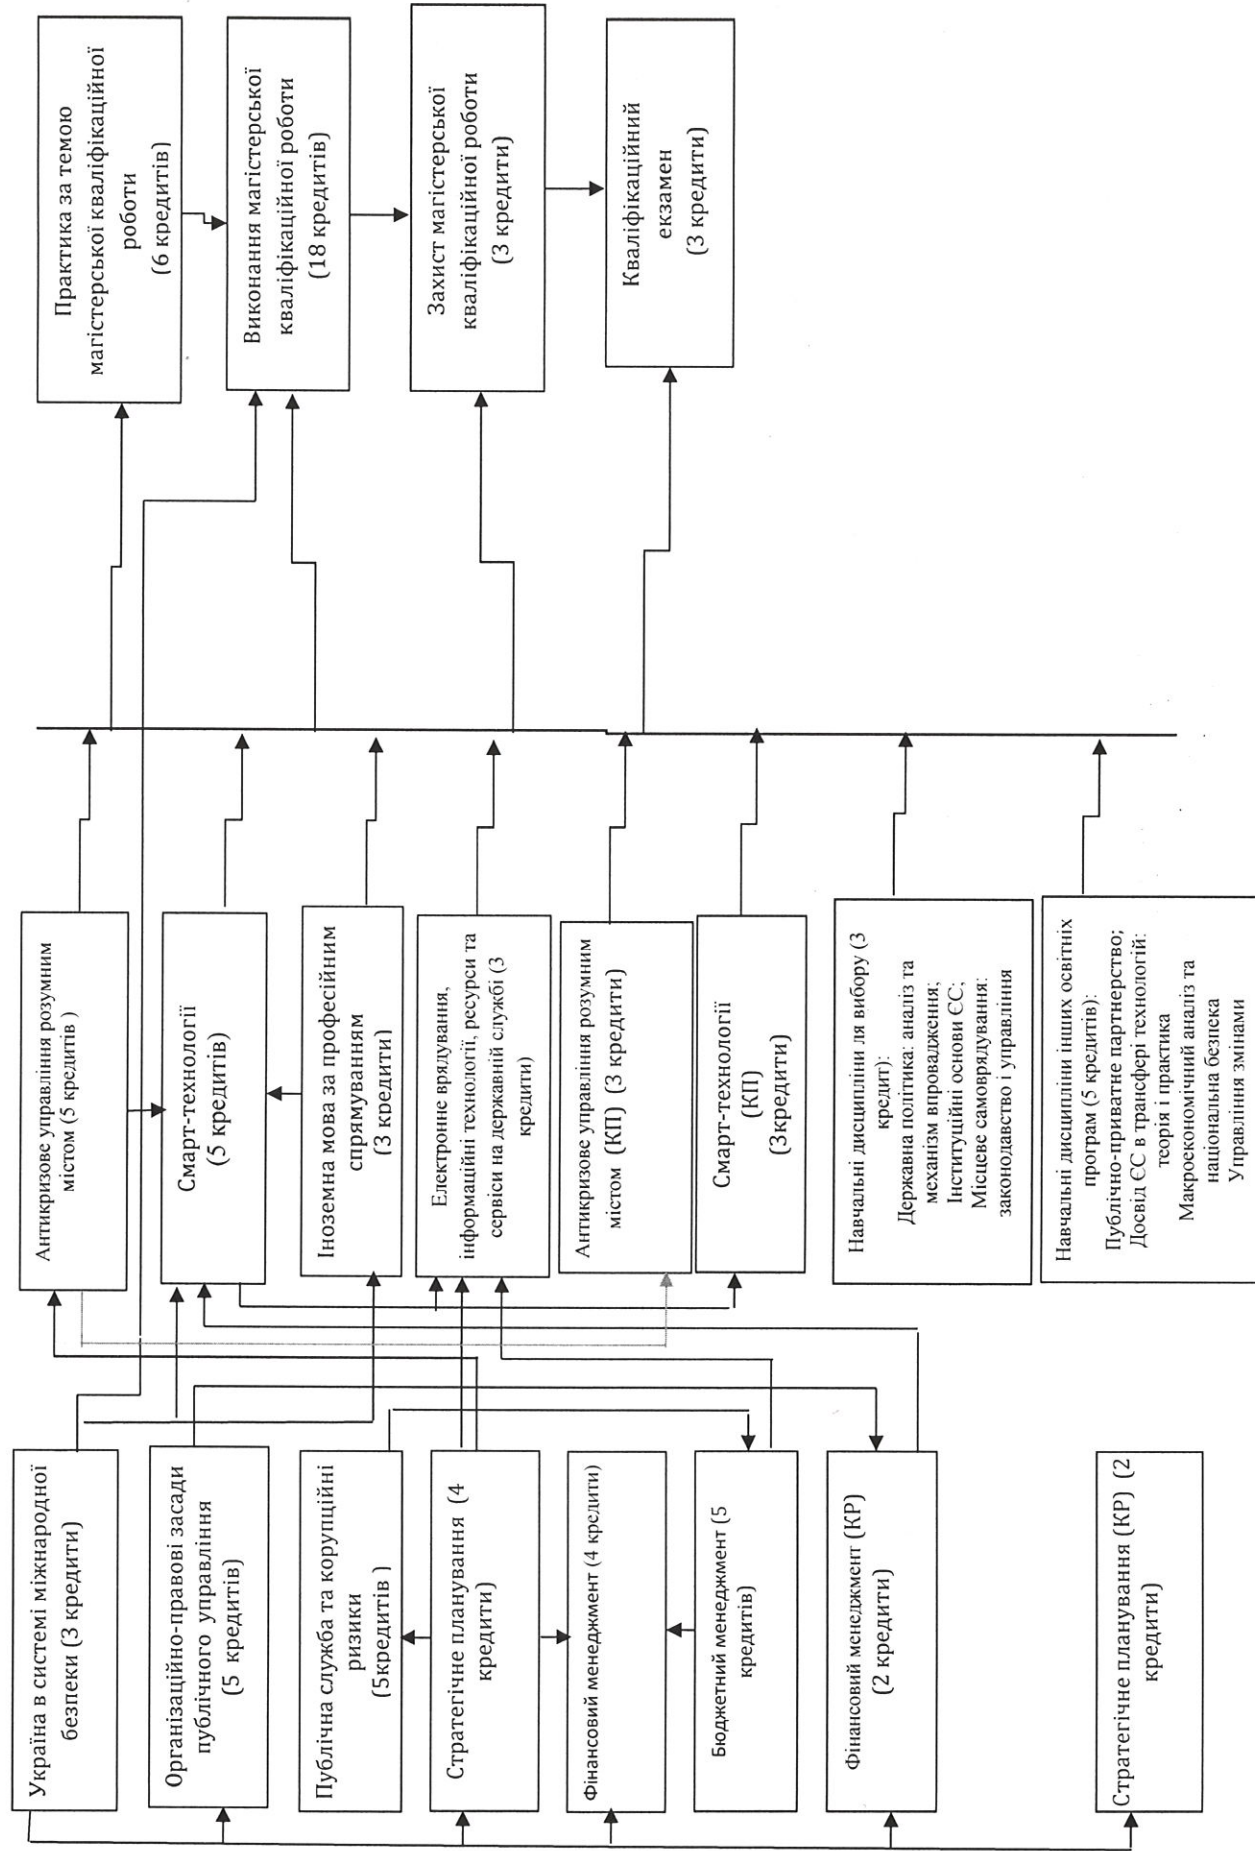 Україна в системі міжнародної
безпеки (3 кредити)
Організаційно-правові засади
публічного управління
(5 кредитів)
Публічна служба та корупційні
ризики
(5кредитів )
Стратегічне планування (4
кредити)
Фінансовий менеджмент (4 кредити)
Бюджетний менеджмент (5
кредитів)
Фінансовий менеджмент (КР)
(2 кредити)
Стратегічне планування (КР) (2
кредити)
Антикризове управління розумним
містом (5 кредитів )
Смарт-технології
(5 кредитів)
Іноземна мова за професійним
спрямуванням
(3 кредити)
Електронне врядування,
інформаційні технології, ресурси та
сервіси на державній службі (3
кредити)
Антикризове управління розумним
містом (КП) (3 кредити)
Смарт-технології
(КП)
(3кредити)
Навчальні дисципліни ля вибору (3
кредит):
Державна політика: аналіз та
механізм впровадження;
Інституційні основи ЄС;
Місцеве самоврядування:
законодавство і управління
Навчальні дисципліни інших освітніх
програм (5 кредитів):
Публічно-приватне партнерство;
Досвід ЄС в трансфері технологій:
теорія і практика
Макроекономічний аналіз та
національна безпека
Управління змінами
Практика за темою
магістерської кваліфікаційної
роботи
(6 кредитів)
Виконання магістерської
кваліфікаційної роботи
(18 кредитів)
Захист магістерської
кваліфікаційної роботи
(3 кредити)
Кваліфікаційний
екзамен
(3 кредити)